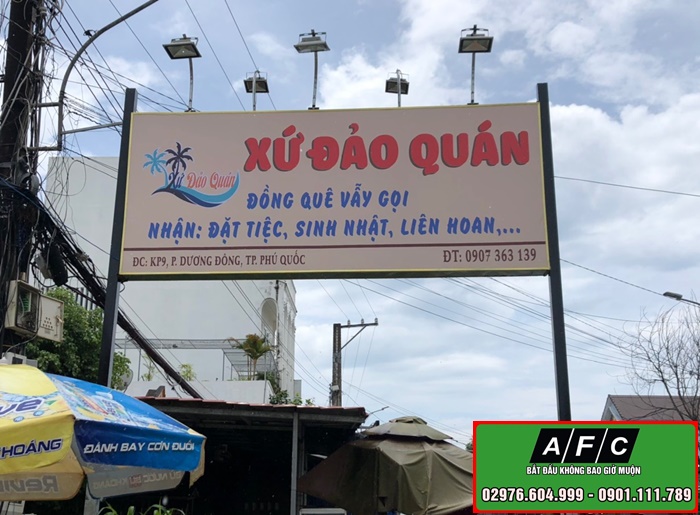 XỨ ĐẢO QUÁN
Xứ Đảo Quán
ĐỒNG QUÊ VẪY GỌI
NHẬN: ĐẶT TIỆC, SINH NHẬT, LIÊN HOAN,...
ĐC: KP9, P. DƯƠNG ĐÔNG, TP. PHÚ QUỐC
ĐT: 0907 363 139
KHOÁNG
ĐÁNH BAY CƠN ĐUỐI
AFC
BẮT ĐẦU KHÔNG BAO GIỜ MUỘN
02976.604.999 - 0901.111.789